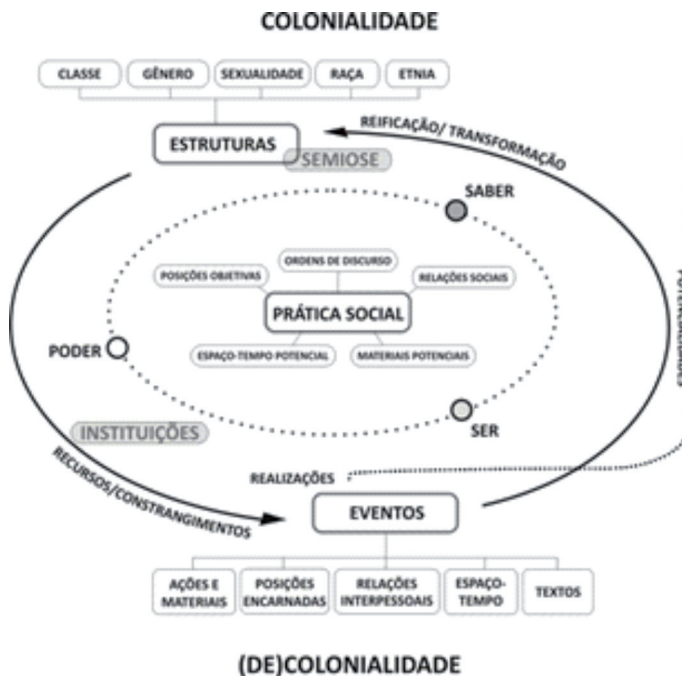 COLONIALIDADE
CLASSE
GÊNERO
SEXUALIDADE
RAÇA
ETNIA
ESTRUTURAS
SEMIOSE
REIFICAÇÃO/ TRANSFORMAÇÃO
SABER
ORDENS DE DISCURSO
POSIÇÕES OBJETIVAS
RELAÇÕES SOCIAIS
PRÁTICA SOCIAL
ESPAÇO-TEMPO POTENCIAL
MATERIAIS POTENCIAIS
PODER
SER
INSTITUIÇÕES
RECURSOS/CONSTRANGIMENTOS
REALIZAÇÕES
EVENTOS
AÇÕES E
MATERIAIS
POSIÇÕES
ENCARNADAS
RELAÇÕES
INTERPESSOAIS
ESPAÇO-
TEMPO
TEXTOS
(DE)COLONIALIDADE